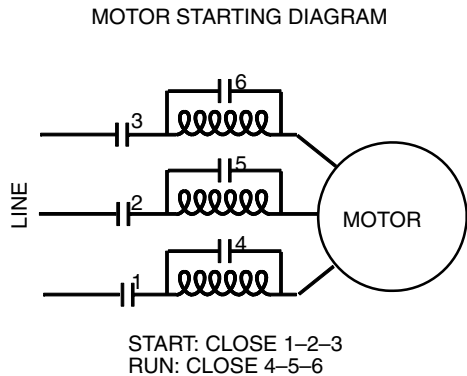 MOTOR STARTING DIAGRAM
6
3
5
LINE
2
MOTOR
4
1
START: CLOSE 1–2–3
RUN: CLOSE 4–5–6